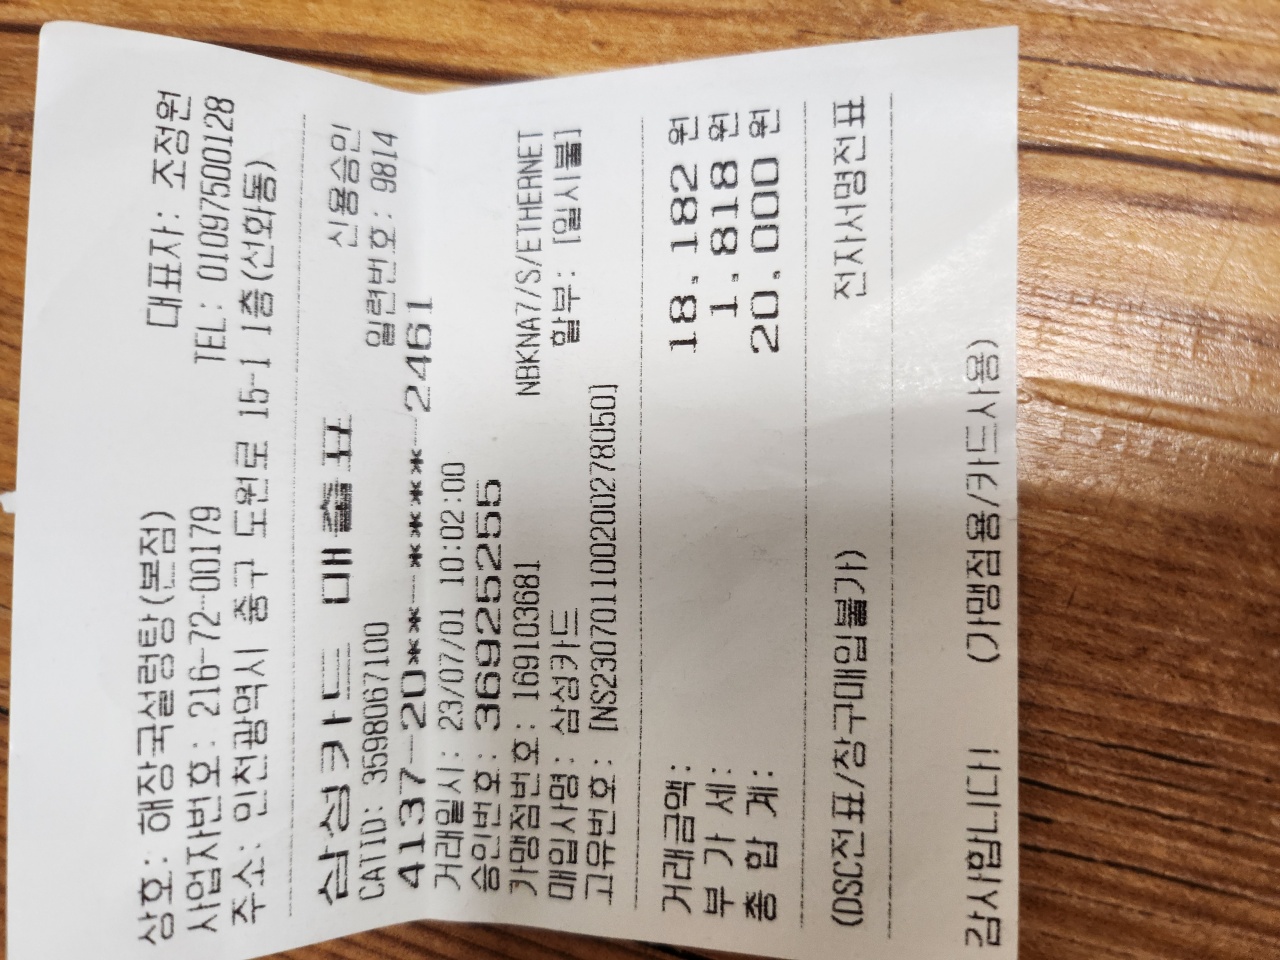 상호: 해장국설렁탕(본점) 대표자: 조정원
사업자번호: 216-72-00179 TEL: 01097500128
주소: 인천광역시 중구 도원로 15-1 1층(선화동)
삼성카드 매출표 신용승인
CATID: 3598067100 일련번호: 9814
4137-20**-****-2461
거래일시: 23/07/01 10:02:00
승인번호: 36925255
가맹점번호: 169103681 NBKNA7/S/ETHERNET
매입사명: 삼성카드 할부: [일시불]
고유번호: [NS230701100200278050]
거래금액: 18,182 원
부 가 세: 1,818 원
총 합 계: 20,000 원
(DSC전표/창구매입불가) 전자서명전표
감사합니다! (가맹점용/카드사용)